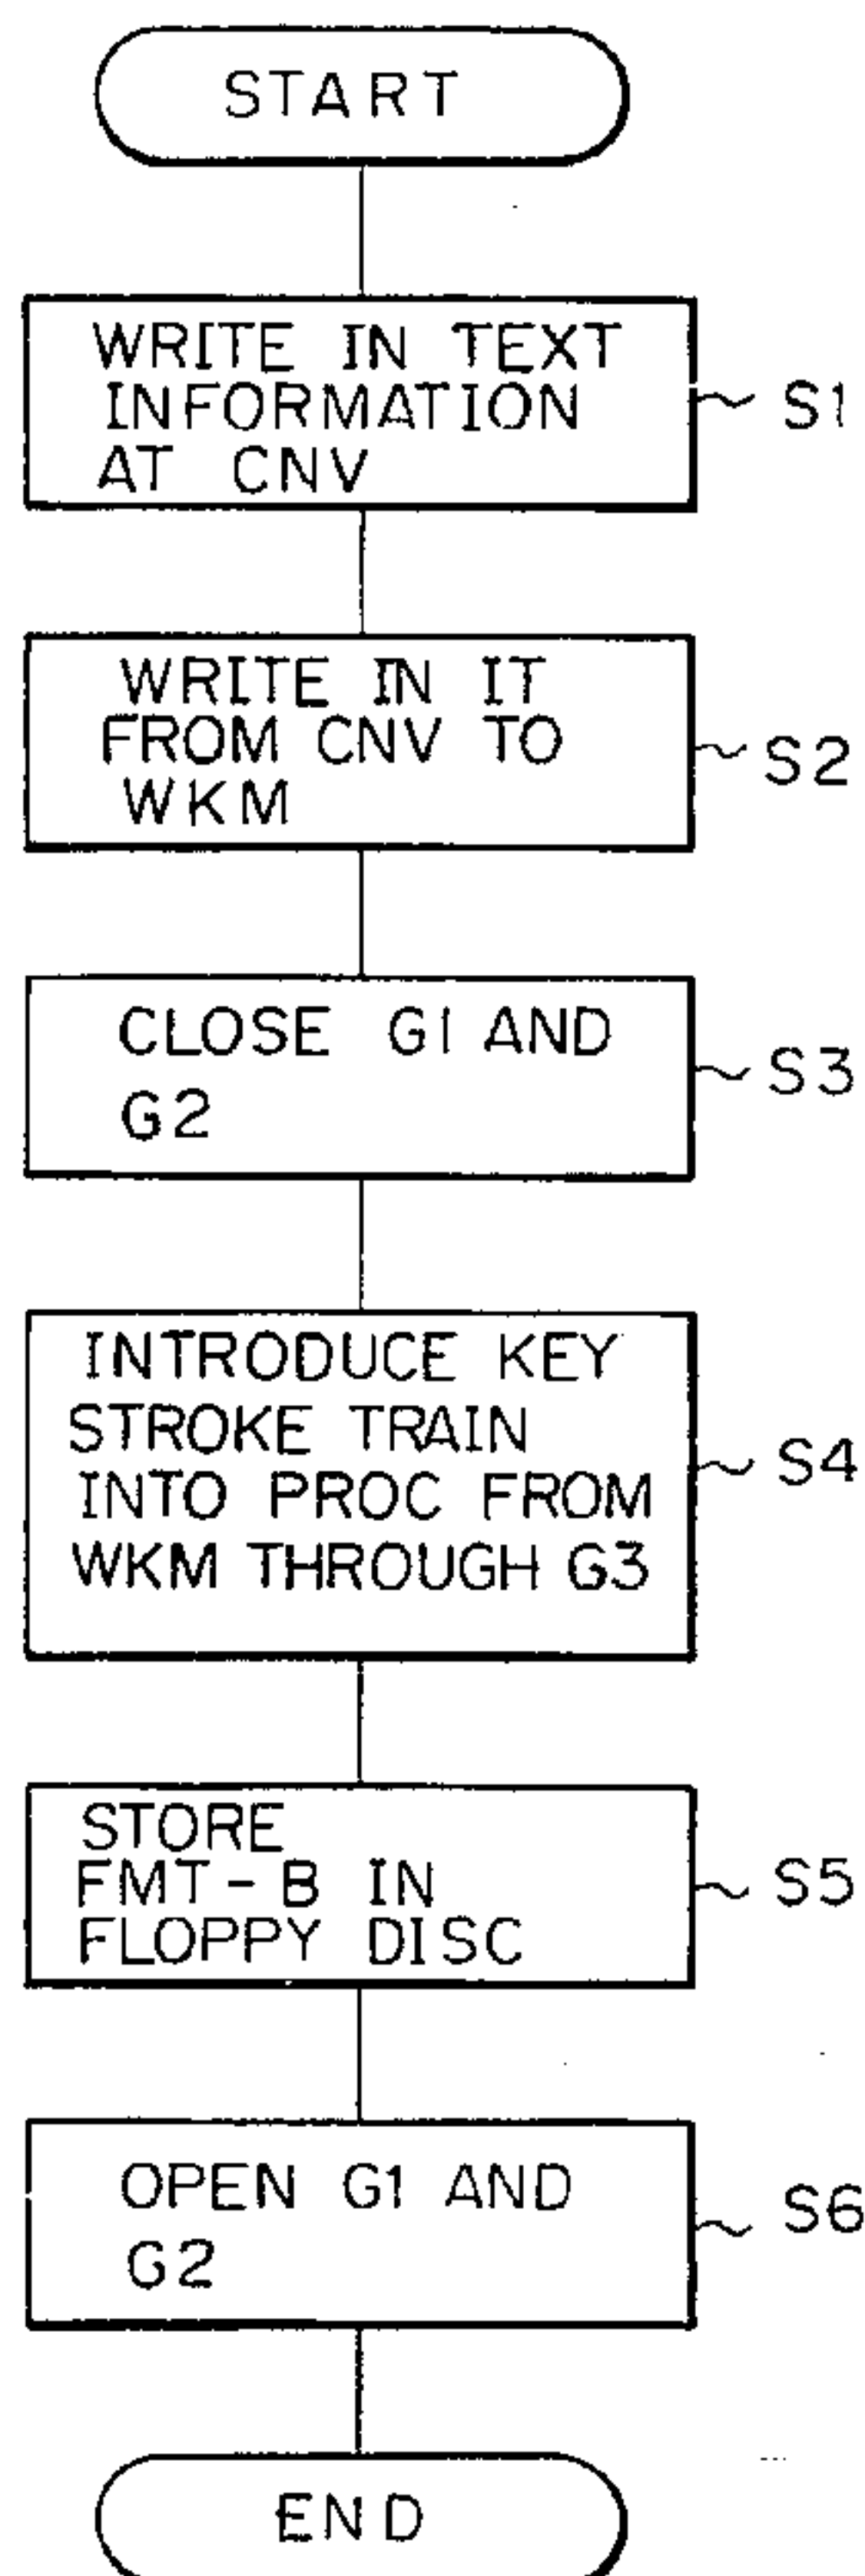 START
WRITE IN TEXT
INFORMATION
AT CNV
S1
WRITE IN IT
FROM CNV TO
WKM
S2
CLOSE G1 AND
G2
S3
INTRODUCE KEY
STROKE TRAIN
INTO PROC FROM
WKM THROUGH G3
S4
STORE
FMT-B IN
FLOPPY DISC
S5
OPEN G1 AND
G2
S6
END